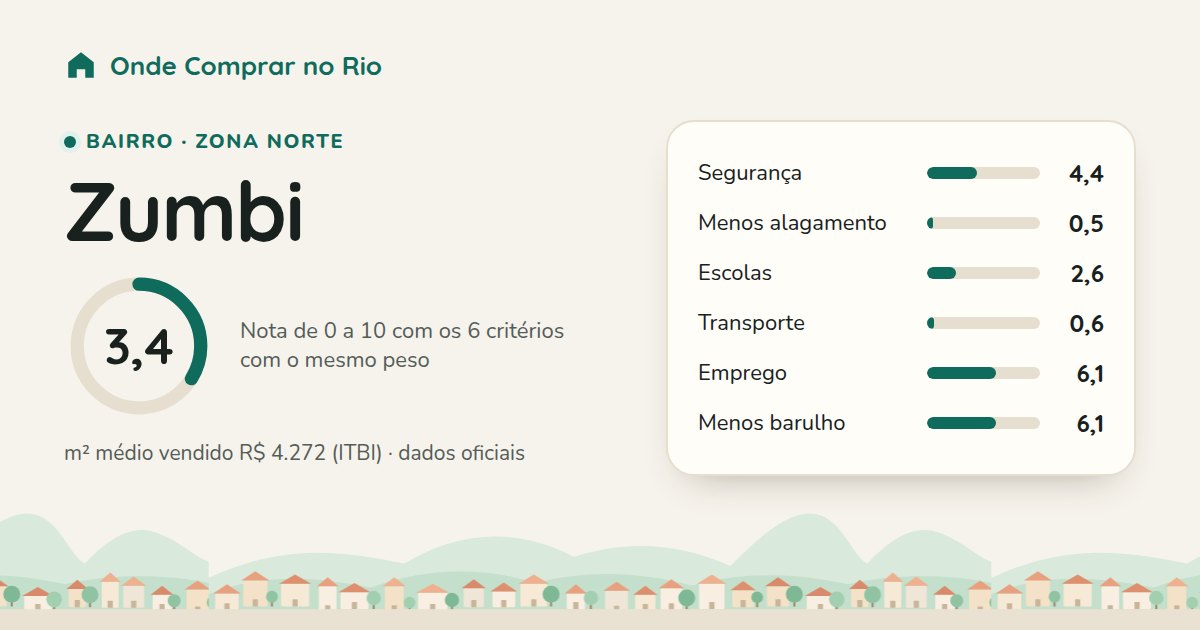 Onde Comprar no Rio
BAIRRO · ZONA NORTE
Zumbi
3,4
Nota de 0 a 10 com os 6 critérios
com o mesmo peso
m² médio vendido R$ 4.272 (ITBI) · dados oficiais
Segurança 4,4
Menos alagamento 0,5
Escolas 2,6
Transporte 0,6
Emprego 6,1
Menos barulho 6,1